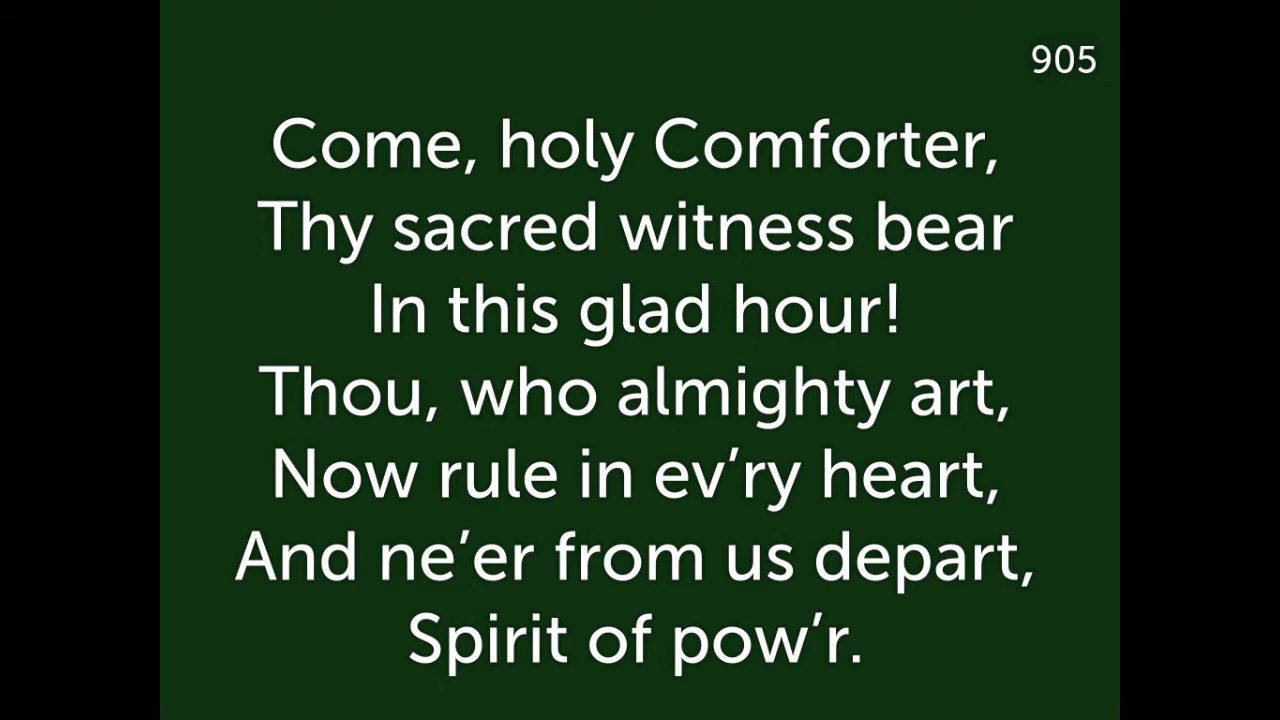 905
Come, holy Comforter,
Thy sacred witness bear
In this glad hour!
Thou, who almighty art,
Now rule in ev’ry heart,
And ne’er from us depart,
Spirit of pow’r.